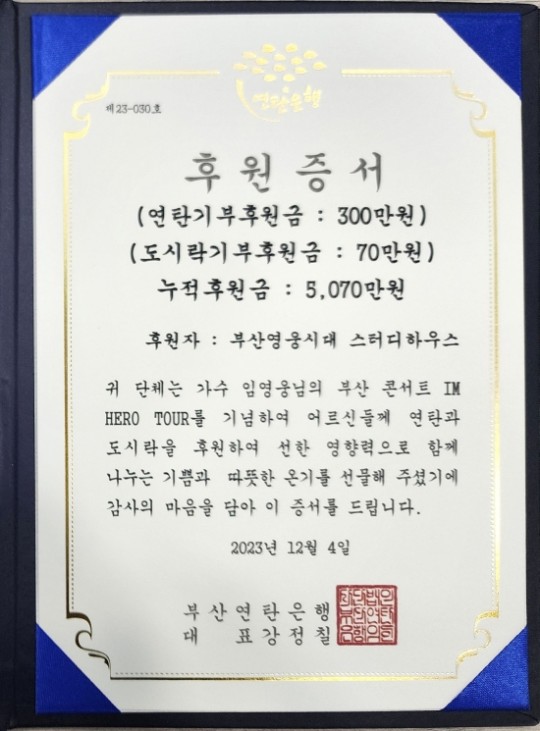 연탄은행
제23-030호
후원증서
(연탄기부후원금 : 300만원)
(도시락기부후원금 : 70만원)
누적후원금 : 5,070만원
후원자 : 부산영웅시대 스터디하우스
귀 단체는 가수 임영웅님의 부산 콘서트 IM
HERO TOUR를 기념하여 어르신들께 연탄과
도시락을 후원하여 선한 영향력으로 함께
나누는 기쁨과 따뜻한 온기를 선물해 주셨기에
감사의 마음을 담아 이 증서를 드립니다.
2023년 12월 4일
부산연탄은행
대 표강정칠